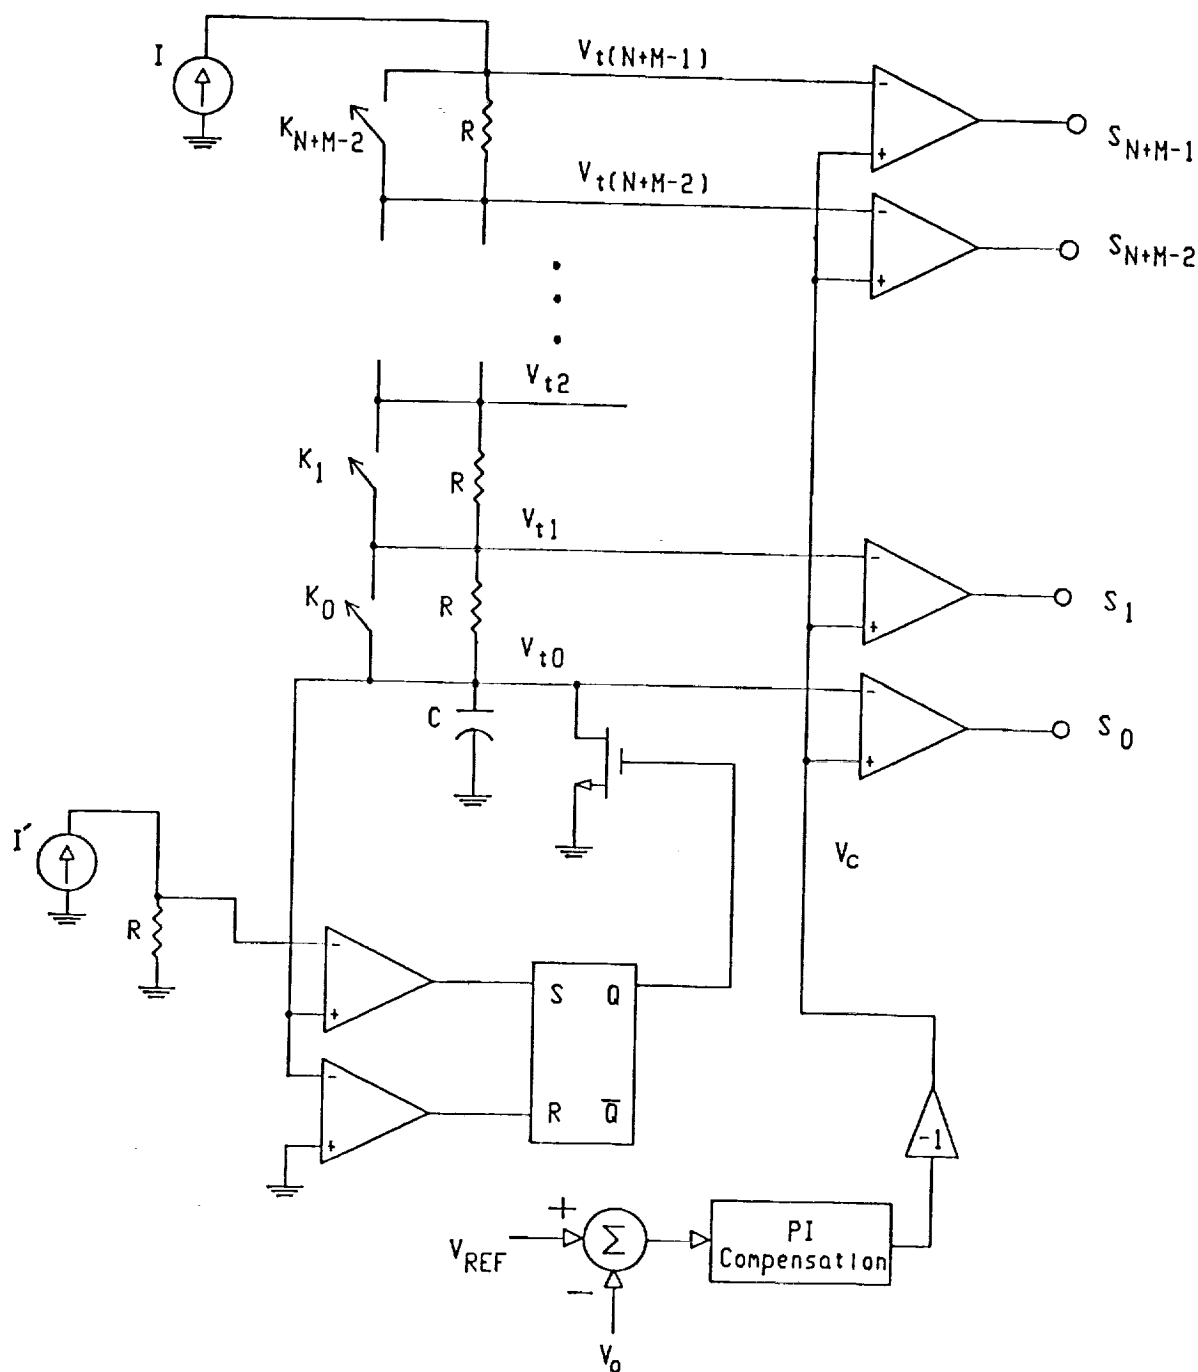 I
V_t(N+M-1)
K_N+M-2
R
-
+
S_N+M-1
V_t(N+M-2)
-
+
S_N+M-2
V_t2
K_1
R
V_t1
-
+
S_1
K_0
R
V_t0
-
+
S_0
C
I′
V_C
R
-
+
S Q
-
+
R Q̅
-1
+
V_REF
Σ
-
PI
Compensation
V_o